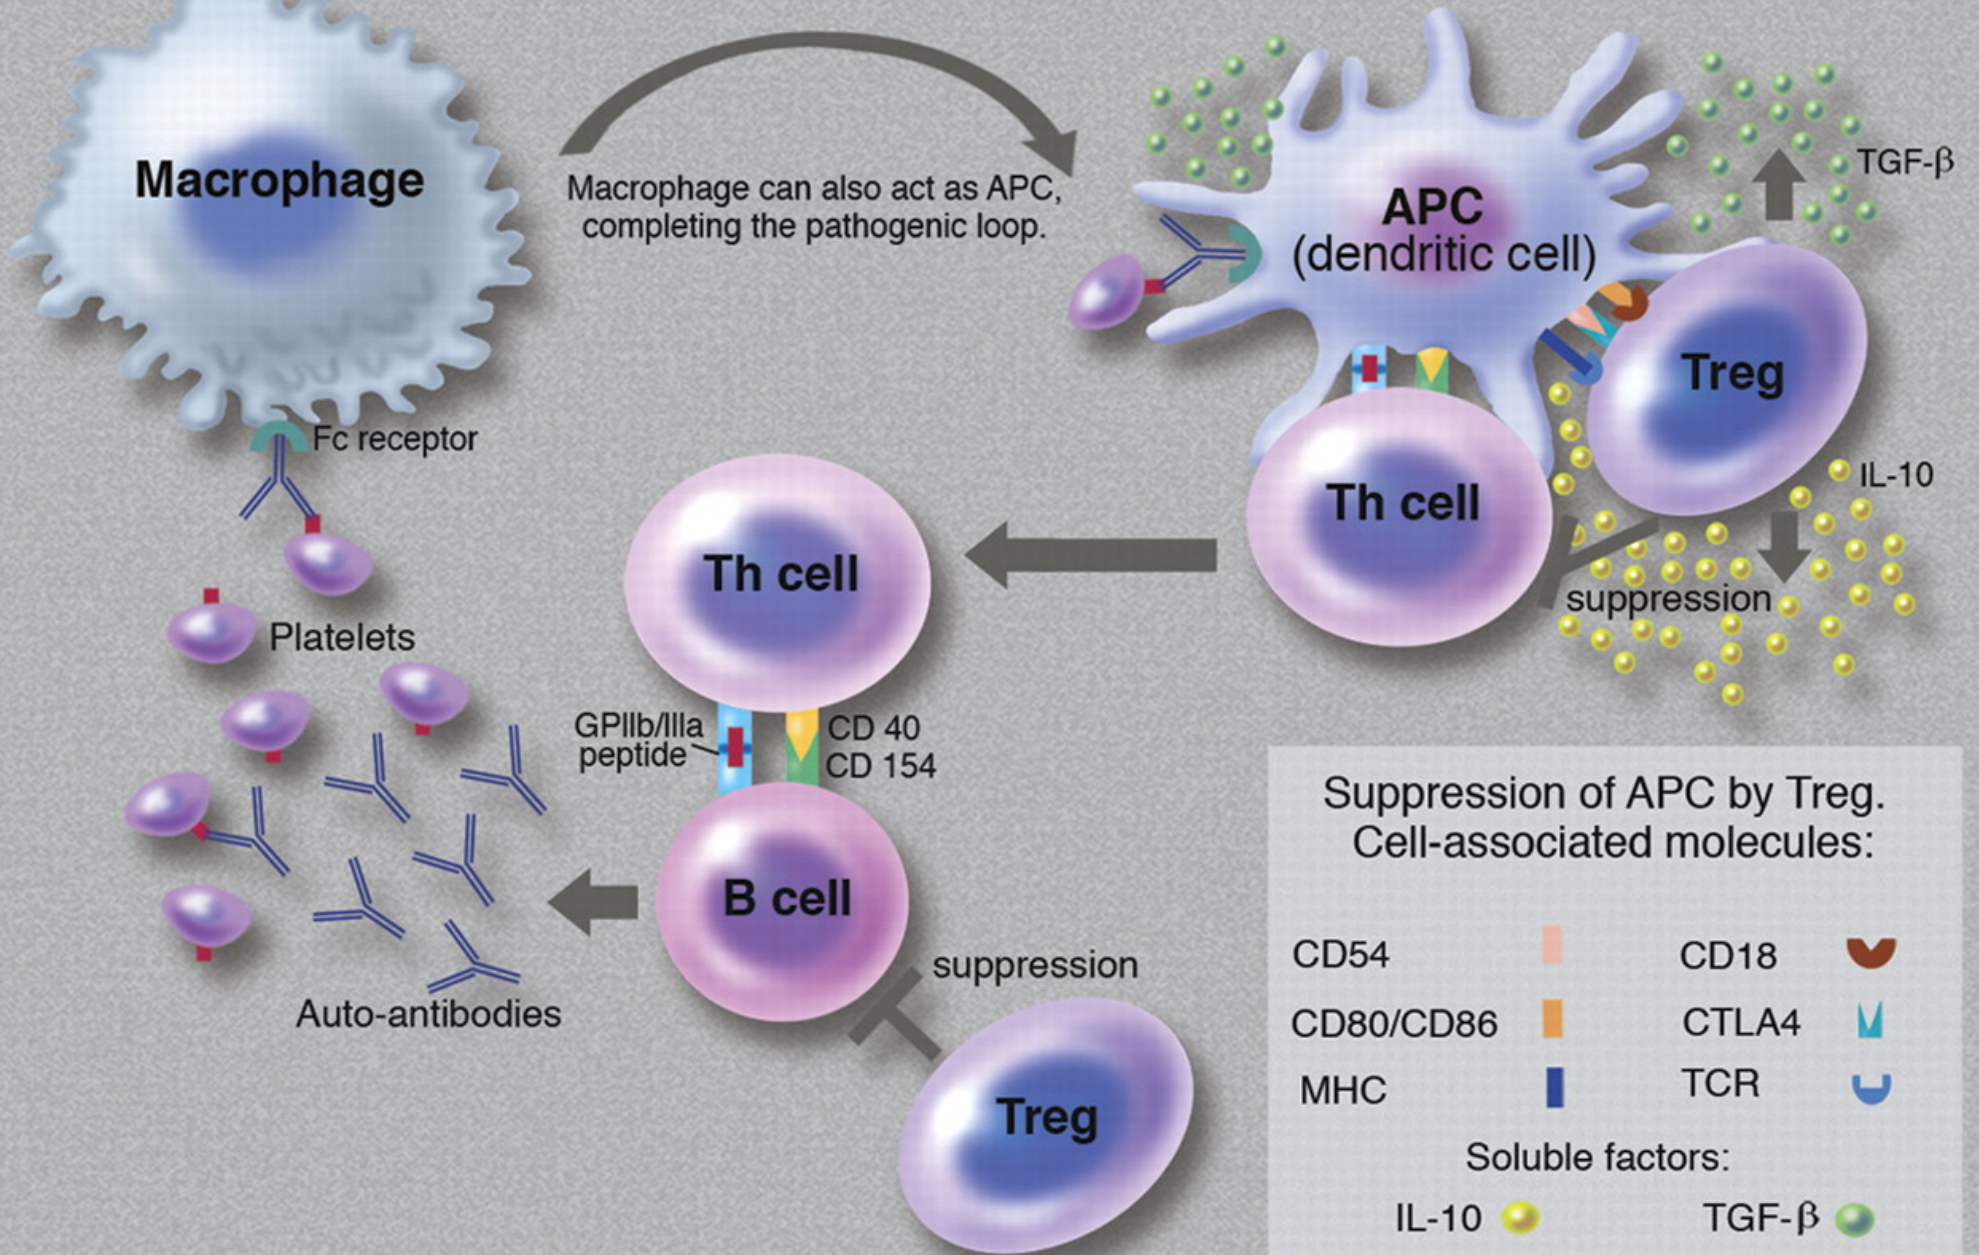 Macrophage
Macrophage can also act as APC,
completing the pathogenic loop.
APC
(dendritic cell)
TGF-β
Treg
Fc receptor
Th cell
IL-10
suppression
Th cell
Platelets
GPIIb/IIIa
peptide
CD 40
CD 154
B cell
Auto-antibodies
suppression
Treg
Suppression of APC by Treg.
Cell-associated molecules:
CD54
CD18
CD80/CD86
CTLA4
MHC
TCR
Soluble factors:
IL-10
TGF-β